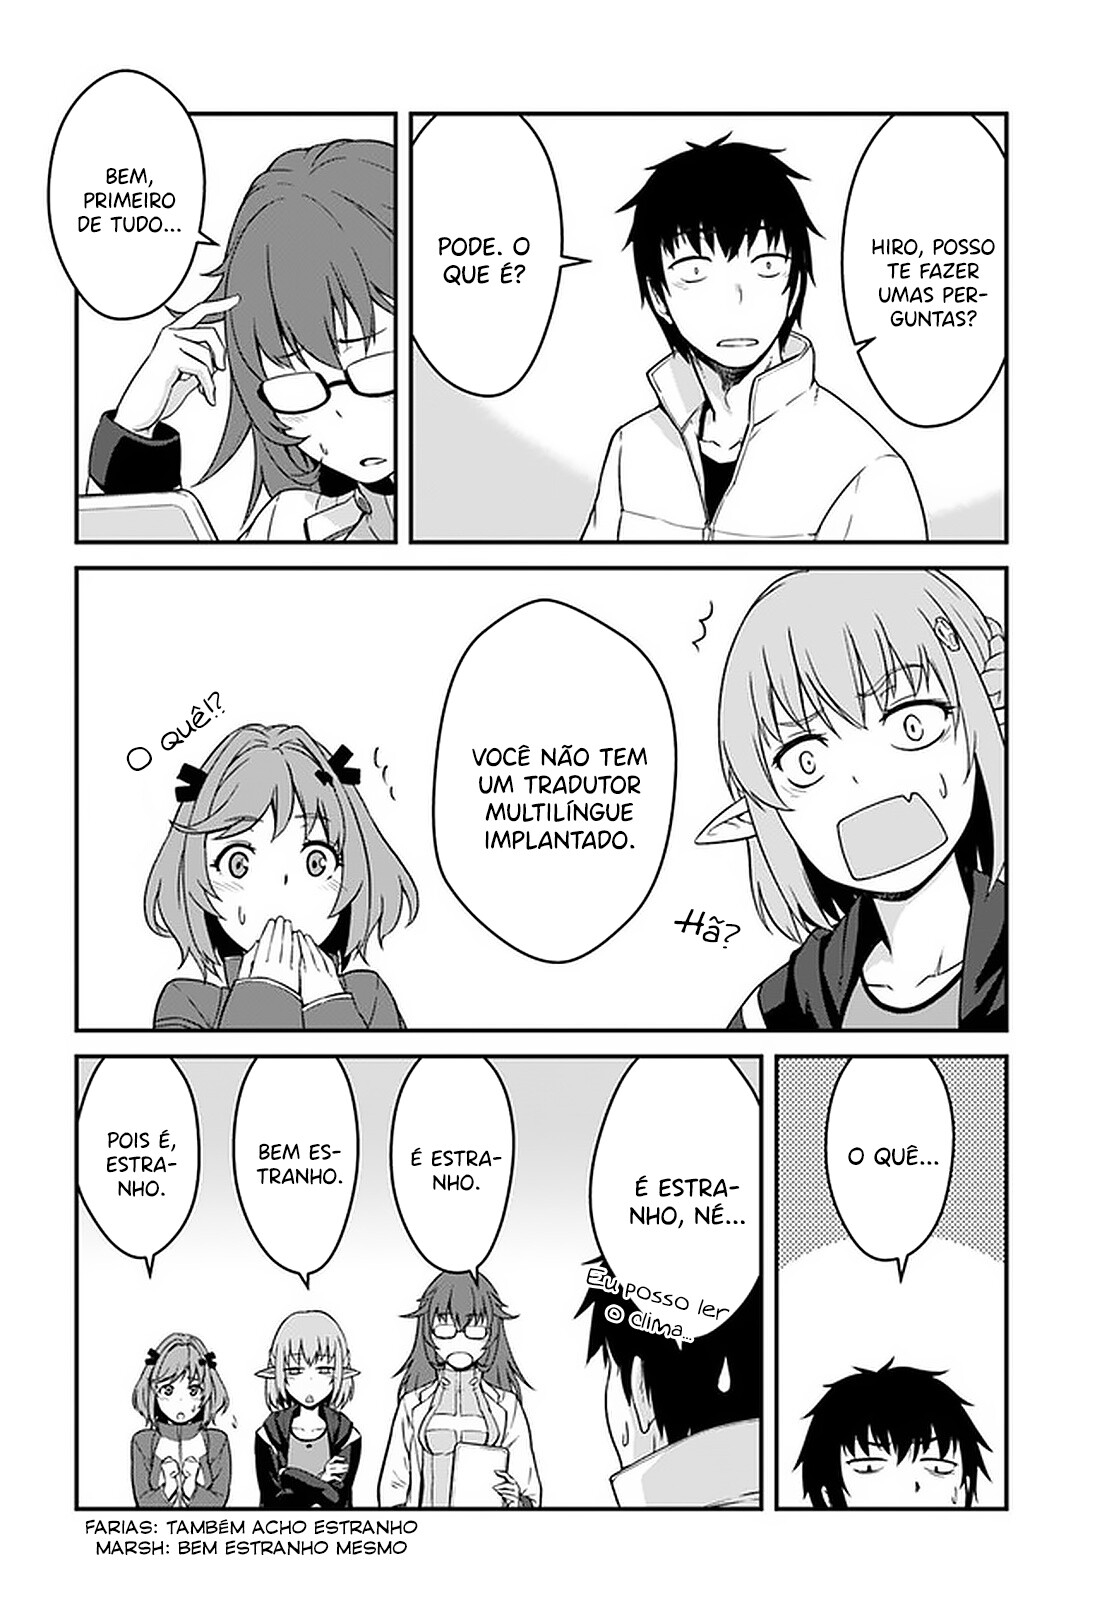 HIRO, POSSO
TE FAZER
UMAS PER-
GUNTAS?
PODE. O
QUE É?
BEM,
PRIMEIRO
DE TUDO...
VOCÊ NÃO TEM
UM TRADUTOR
MULTILÍNGUE
IMPLANTADO.
Hã?
O quê!?
O QUÊ...
É ESTRA-
NHO, NÉ...
Eu posso ler
o clima...
É ESTRA-
NHO.
BEM ES-
TRANHO.
POIS É,
ESTRA-
NHO.
FARIAS: TAMBÉM ACHO ESTRANHO
MARSH: BEM ESTRANHO MESMO